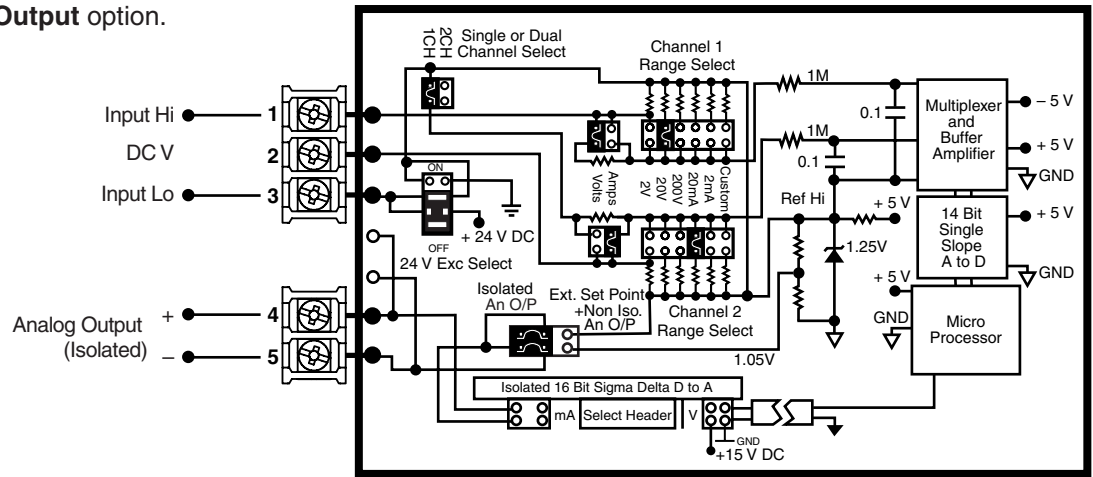 Output option.
1CH
2CH
Single or Dual
Channel Select
Channel 1
Range Select
1M
0.1
Multiplexer
and
Buffer
Amplifier
– 5 V
+ 5 V
GND
Input Hi
1
DC V
2
Input Lo
3
ON
OFF
+ 24 V DC
24 V Exc Select
Volts
Amps
2V
20V
200V
20mA
2mA
Custom
1M
0.1
Ref Hi
+ 5 V
1.25V
14 Bit
Single
Slope
A to D
+ 5 V
GND
+ 5 V
GND
Micro
Processor
Isolated
An O/P
Ext. Set Point
+Non Iso.
An O/P
Channel 2
Range Select
1.05V
Analog Output
(Isolated)
+
4
–
5
Isolated 16 Bit Sigma Delta D to A
mA
Select Header
V
GND
+15 V DC